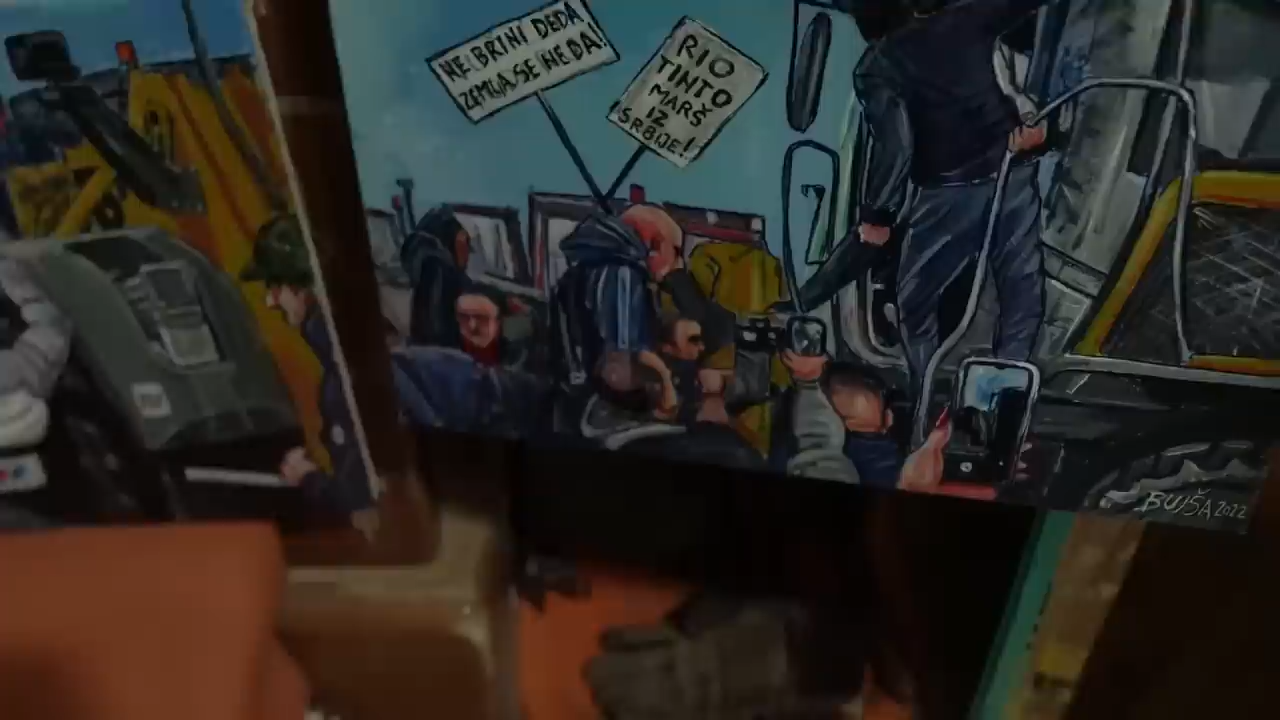 NE BRINI DEDA
ZEMLJA SE NE DA!
RIO
TINTO
MARŠ
IZ
SRBIJE!
BUJŠA 2022